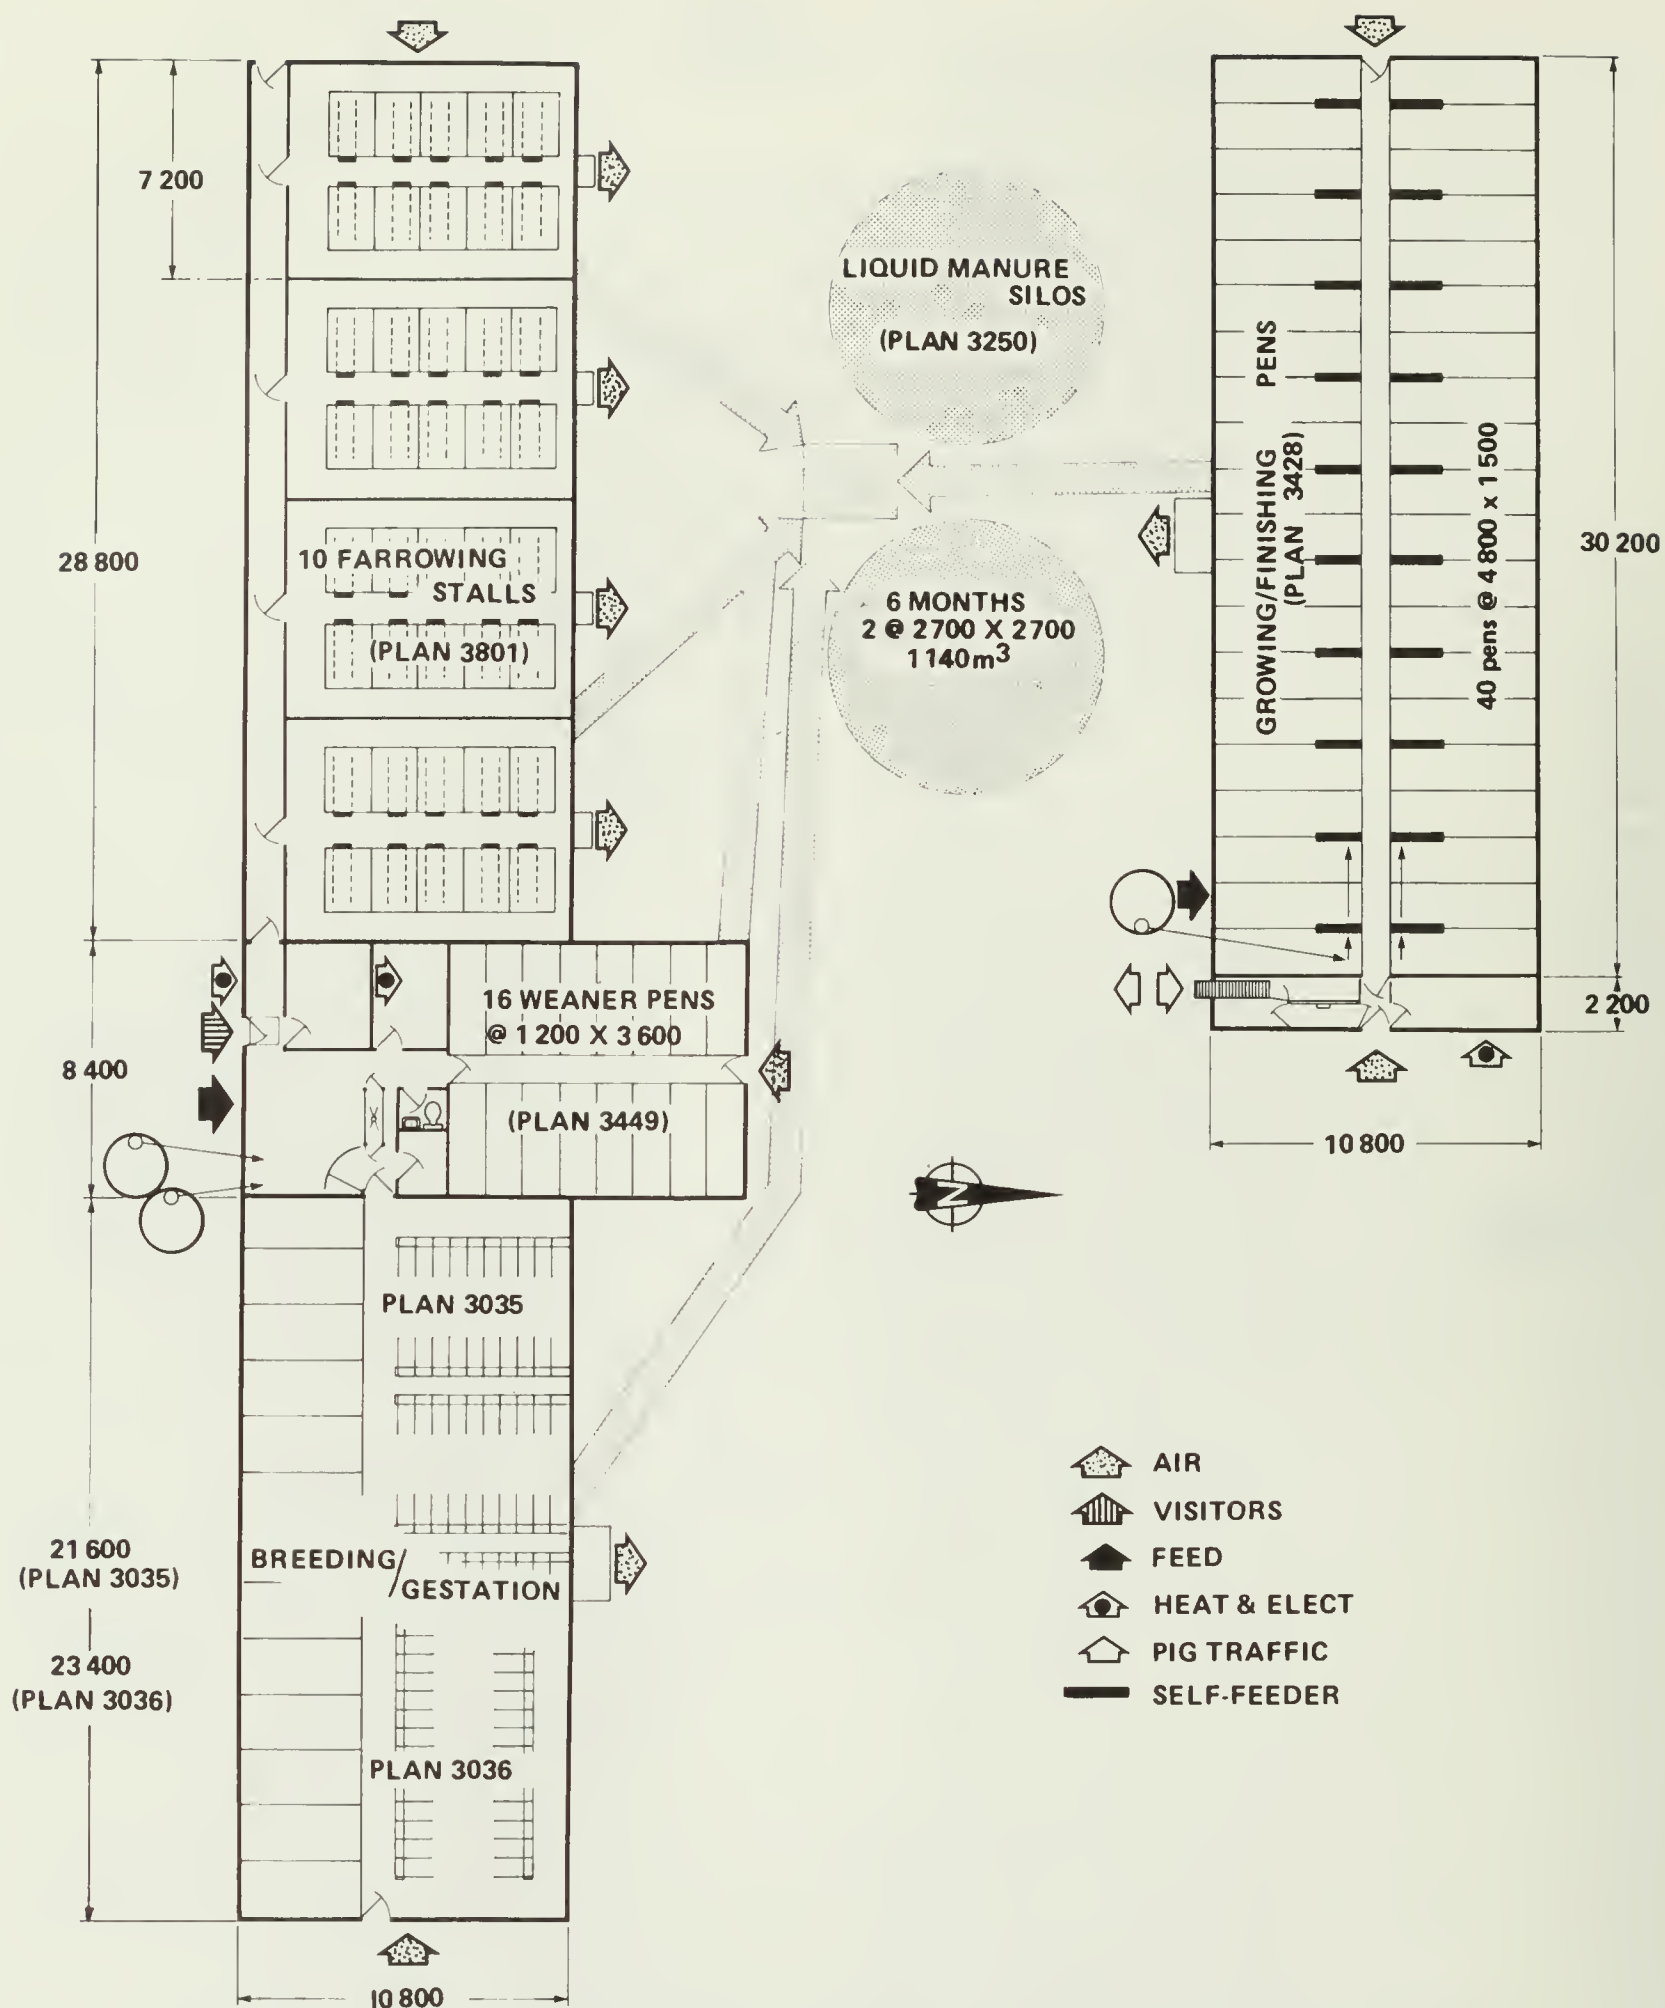 7 200
28 800
10 FARROWING
STALLS
(PLAN 3801)
LIQUID MANURE
SILOS
(PLAN 3250)
6 MONTHS
2 @ 2700 X 2700
1140m³
GROWING/FINISHING PENS
(PLAN 3428)
40 pens @ 4 800 x 1 500
30 200
2 200
10 800
8 400
16 WEANER PENS
@ 1 200 X 3 600
(PLAN 3449)
N
PLAN 3035
21 600
(PLAN 3035)
BREEDING/
/GESTATION
23 400
(PLAN 3036)
PLAN 3036
10 800
AIR
VISITORS
FEED
HEAT & ELECT
PIG TRAFFIC
SELF-FEEDER